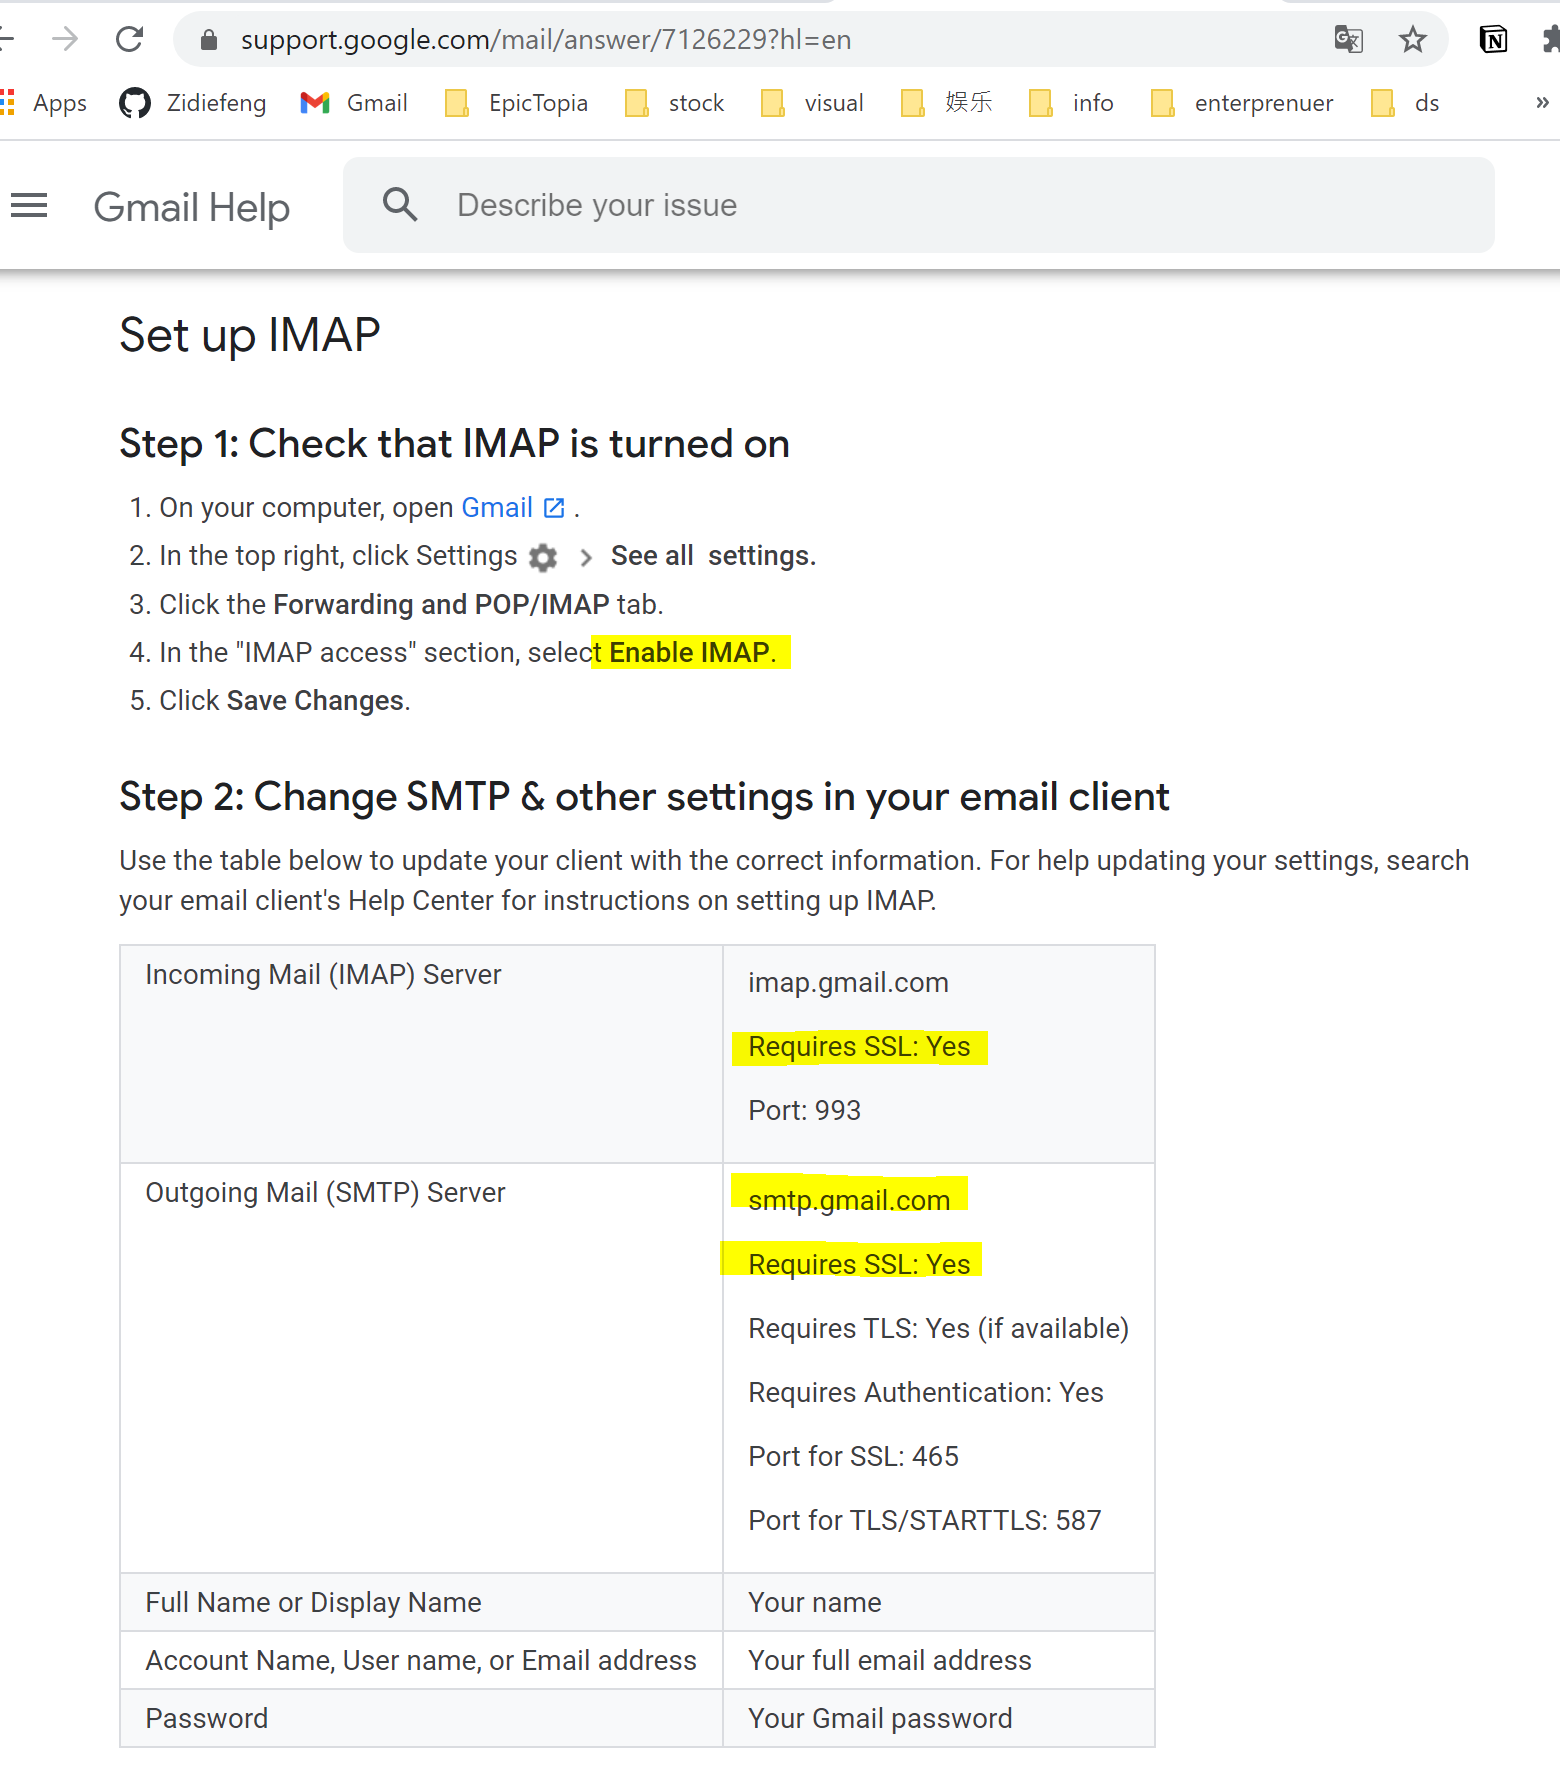 support.google.com/mail/answer/7126229?hl=en
Apps Zidiefeng Gmail EpicTopia stock visual 娱乐 info enterprenuer ds »
Gmail Help Describe your issue
Set up IMAP
Step 1: Check that IMAP is turned on
1. On your computer, open Gmail .
2. In the top right, click Settings > See all settings.
3. Click the Forwarding and POP/IMAP tab.
4. In the "IMAP access" section, select Enable IMAP.
5. Click Save Changes.
Step 2: Change SMTP & other settings in your email client
Use the table below to update your client with the correct information. For help updating your settings, search
your email client's Help Center for instructions on setting up IMAP.
Incoming Mail (IMAP) Server
imap.gmail.com
Requires SSL: Yes
Port: 993
Outgoing Mail (SMTP) Server
smtp.gmail.com
Requires SSL: Yes
Requires TLS: Yes (if available)
Requires Authentication: Yes
Port for SSL: 465
Port for TLS/STARTTLS: 587
Full Name or Display Name Your name
Account Name, User name, or Email address Your full email address
Password Your Gmail password